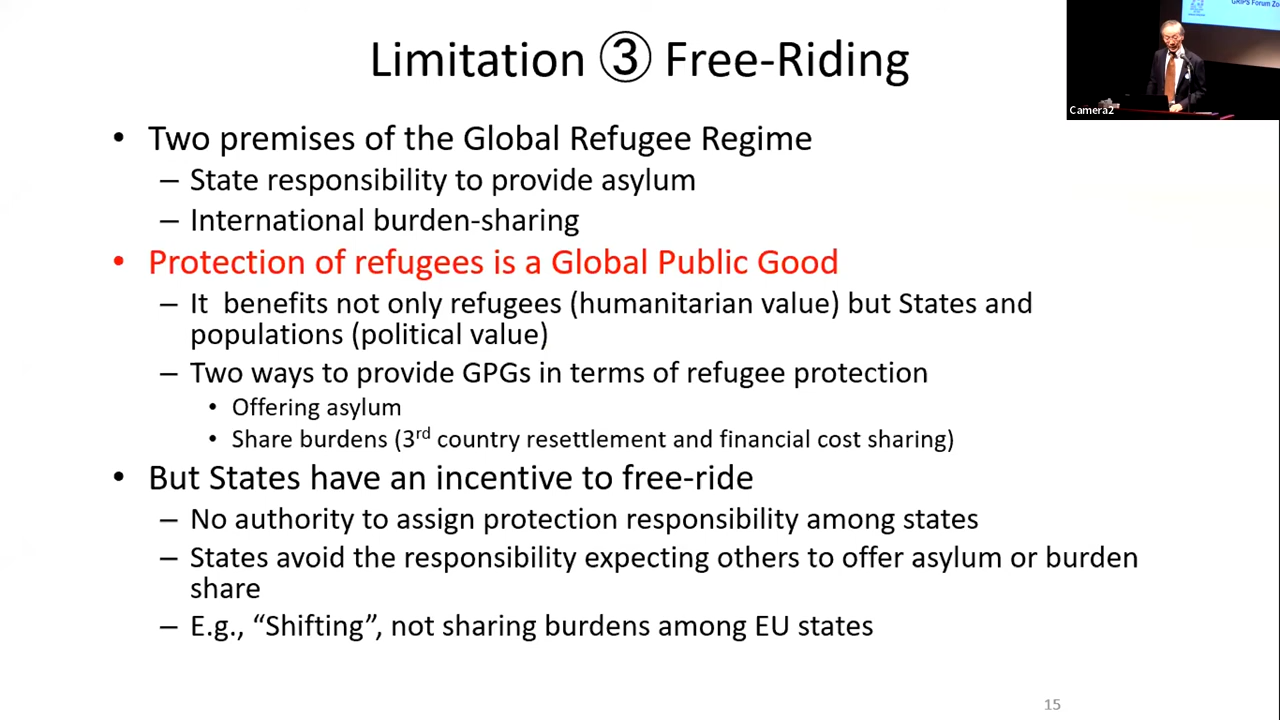 Limitation ③ Free-Riding
GRIPS Forum
Camera2
• Two premises of the Global Refugee Regime
– State responsibility to provide asylum
– International burden-sharing
• Protection of refugees is a Global Public Good
– It benefits not only refugees (humanitarian value) but States and
populations (political value)
– Two ways to provide GPGs in terms of refugee protection
• Offering asylum
• Share burdens (3rd country resettlement and financial cost sharing)
• But States have an incentive to free-ride
– No authority to assign protection responsibility among states
– States avoid the responsibility expecting others to offer asylum or burden
share
– E.g., “Shifting”, not sharing burdens among EU states
15